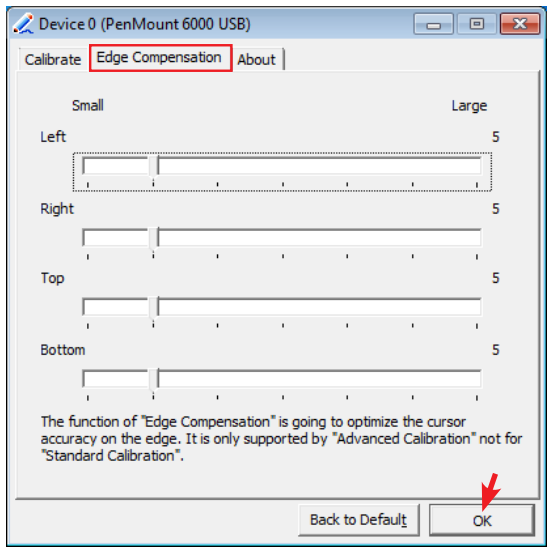 Device 0 (PenMount 6000 USB)
Calibrate Edge Compensation About
Small Large
Left 5
Right 5
Top 5
Bottom 5
The function of "Edge Compensation" is going to optimize the cursor
accuracy on the edge. It is only supported by "Advanced Calibration" not for
"Standard Calibration".
Back to Default OK